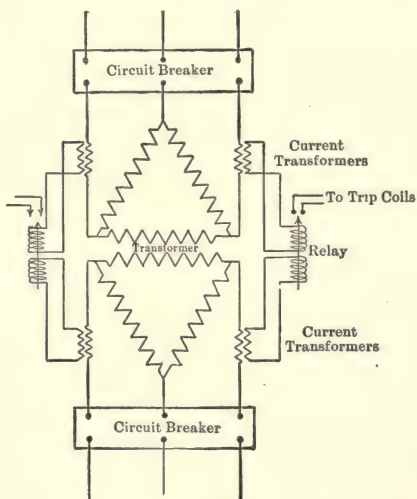 Circuit Breaker
Current
Transformers
To Trip Coils
Transformer
Relay
Current
Transformers
Circuit Breaker